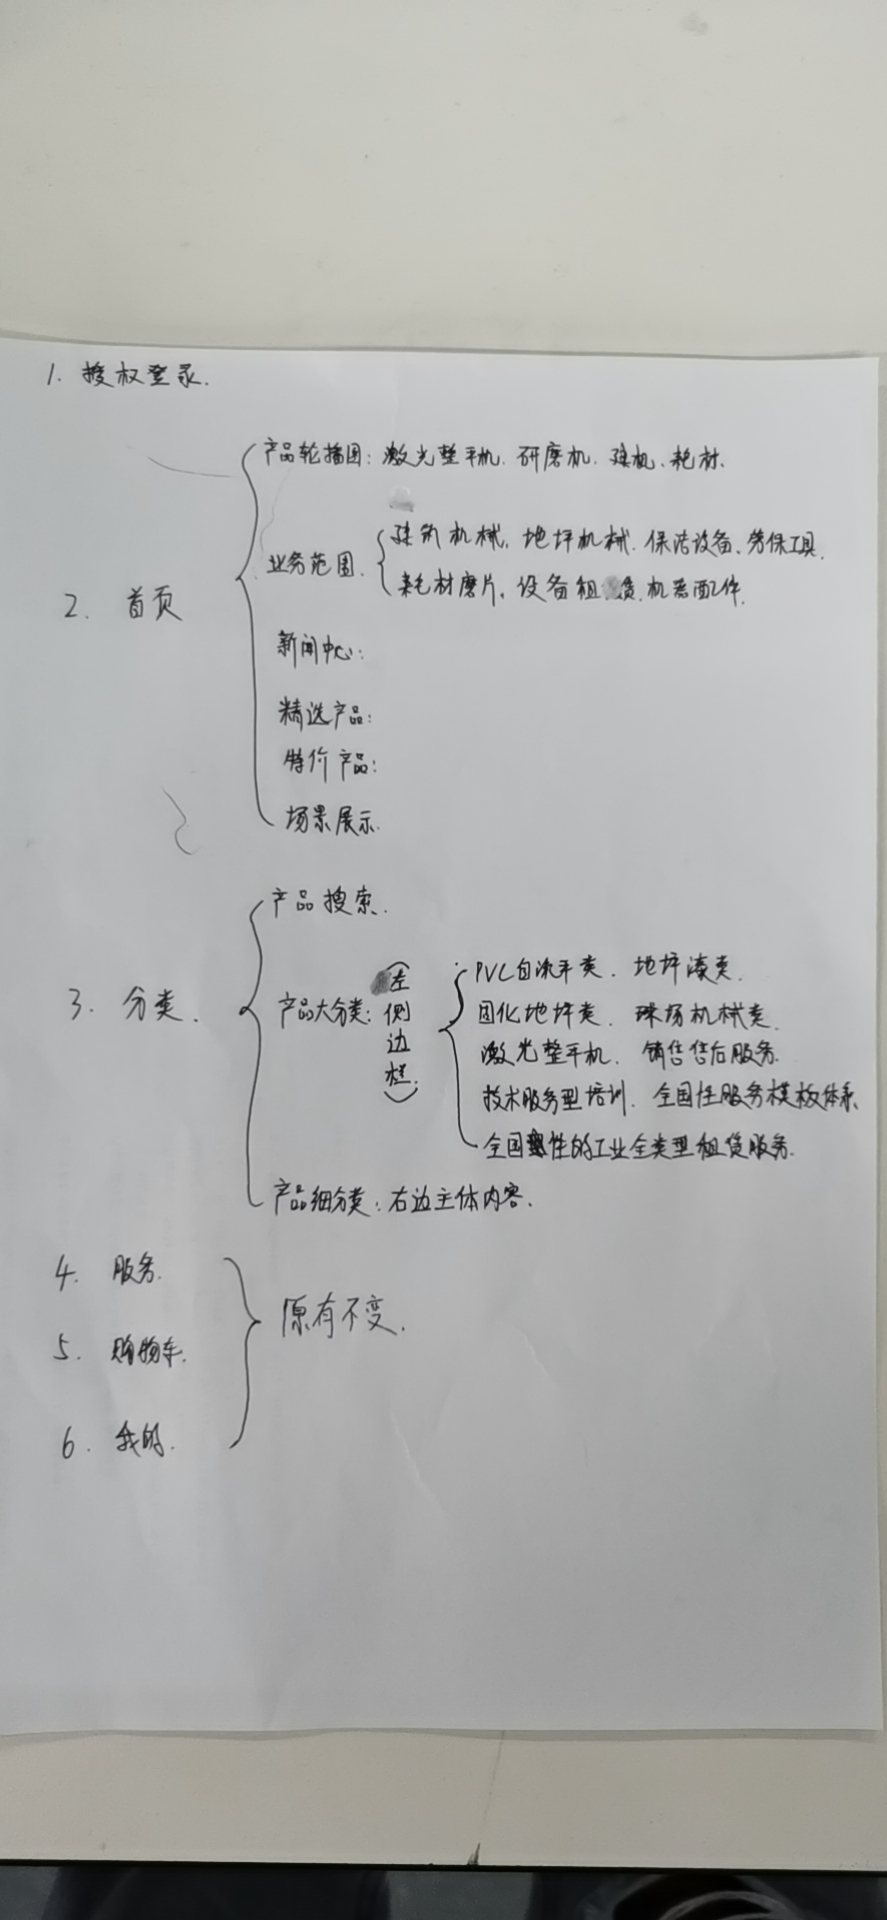 1. 授权登录.
2. 首页
产品轮播图：激光整平机. 研磨机. 机、耗材.
业务范围.
建筑机械, 地坪机械. 保洁设备、劳保工具.
耗材磨片, 设备租赁. 机器配件.
新闻中心：
精选产品：
特价产品：
场景展示.
3. 分类.
产品搜索.
产品大分类：（左侧边栏.）
PVC自流平类. 地坪漆类.
固化地坪类. 球场机械类.
激光整平机. 销售售后服务.
技术服务型培训. 全国性服务模板体系.
全国性的工业全类型租赁服务.
产品细分类：右边主体内容.
4. 服务.
5. 购物车.
6. 我的.
原有不变.